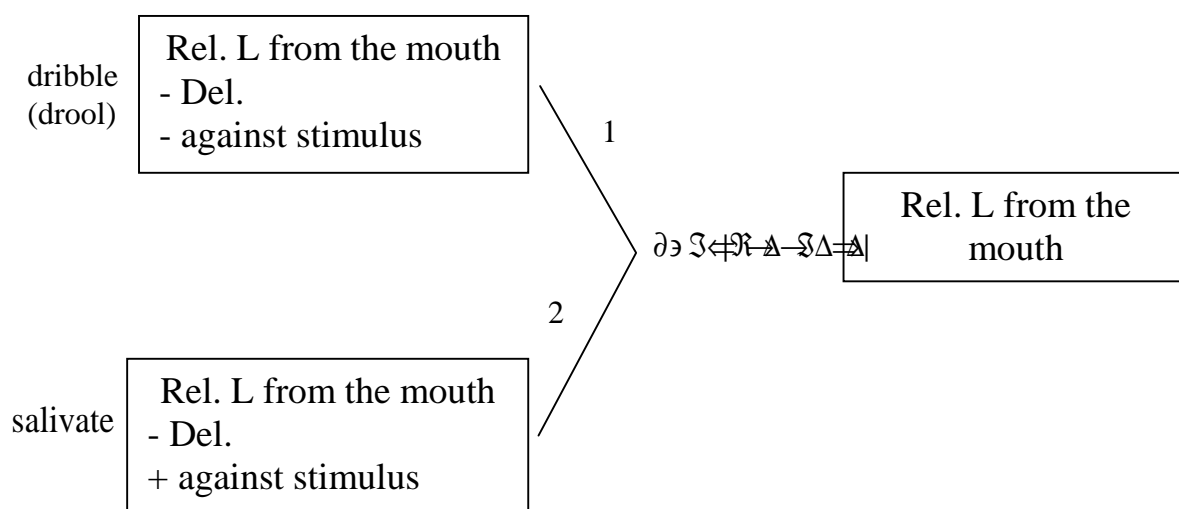 dribble
(drool)
Rel. L from the mouth
- Del.
- against stimulus
1
Rel. L from the
mouth
2
salivate
Rel. L from the mouth
- Del.
+ against stimulus